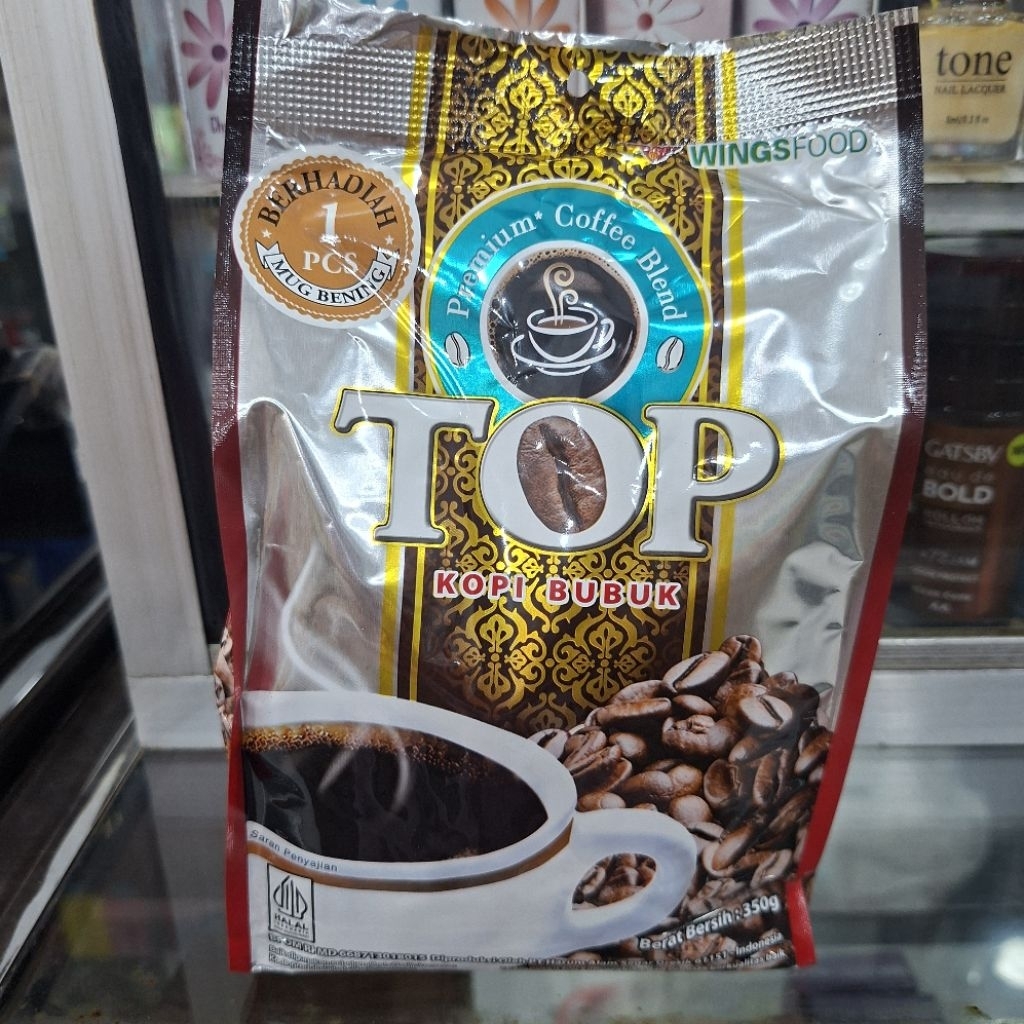 tone
NAIL LACQUER
WINGSFOOD
BERHADIAH
1
PCS
MUG BENING
Premium* Coffee Blend
TOP
KOPI BUBUK
GATSBY
BOLD
Saran Penyajian
HALAL
Berat Bersih : 350g
Indonesia